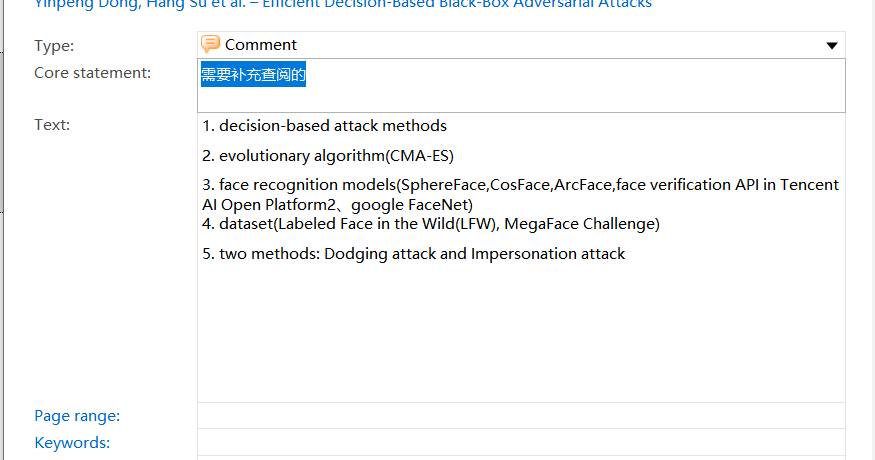 Yinpeng Dong, Hang Su et al. – Efficient Decision-Based Black-Box Adversarial Attacks
Type:
Comment
Core statement:
需要补充查阅的
Text:
1. decision-based attack methods
2. evolutionary algorithm(CMA-ES)
3. face recognition models(SphereFace,CosFace,ArcFace,face verification API in Tencent
AI Open Platform2、google FaceNet)
4. dataset(Labeled Face in the Wild(LFW), MegaFace Challenge)
5. two methods: Dodging attack and Impersonation attack
Page range:
Keywords: